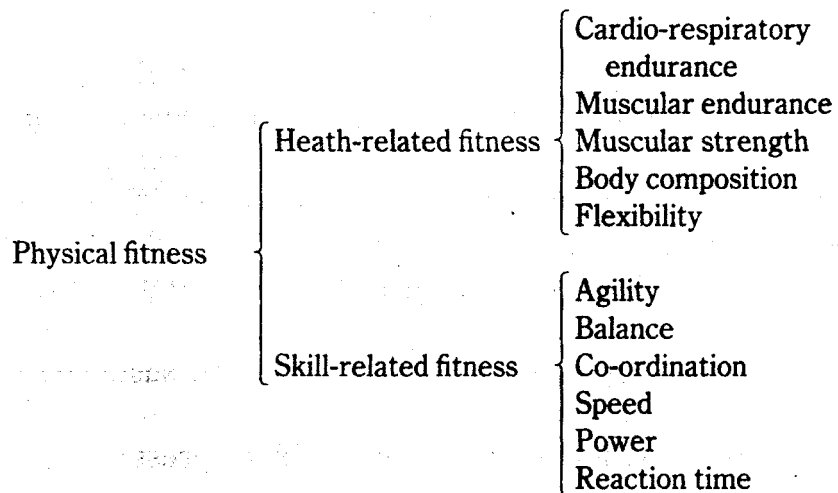 Physical fitness
Heath-related fitness
Cardio-respiratory
endurance
Muscular endurance
Muscular strength
Body composition
Flexibility
Skill-related fitness
Agility
Balance
Co-ordination
Speed
Power
Reaction time